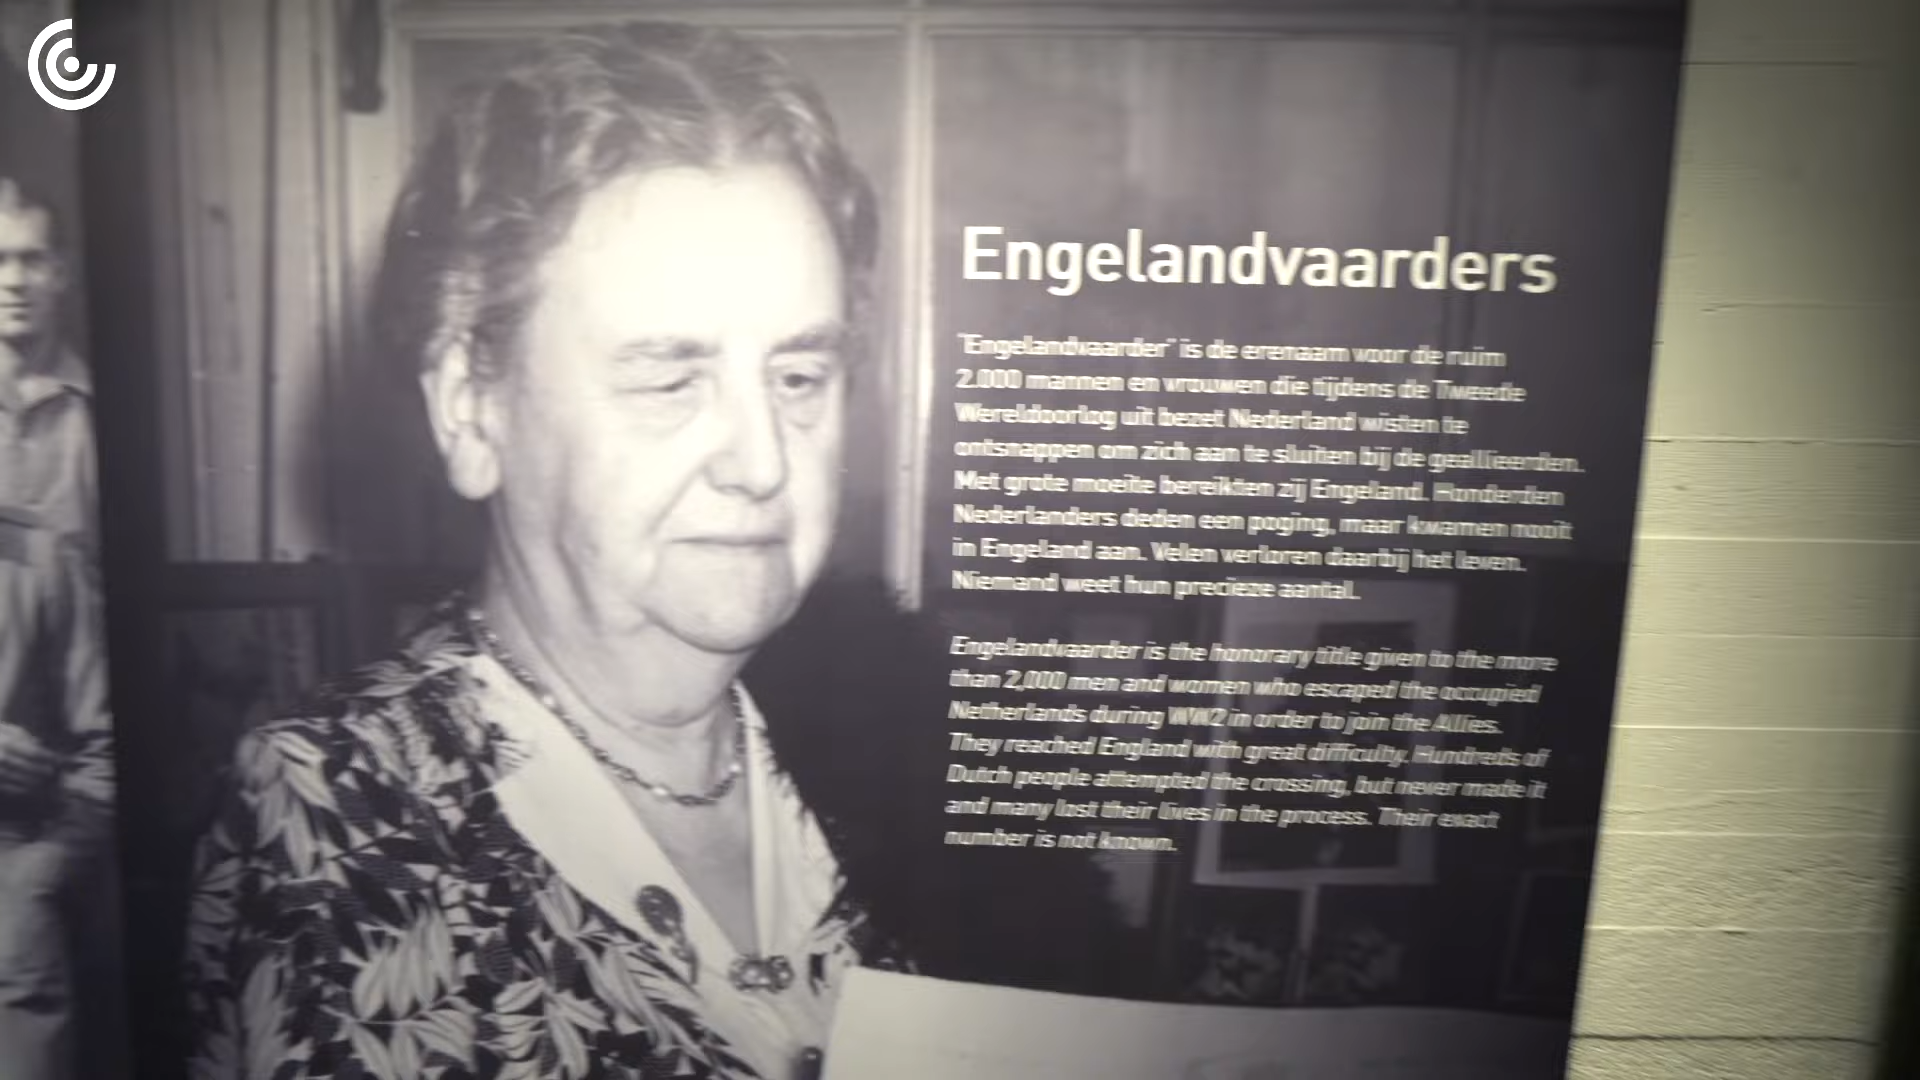 Engelandvaarders
"Engelandvaarder" is de erenaam voor de ruim
2.000 mannen en vrouwen die tijdens de Tweede
Wereldoorlog uit bezet Nederland wisten te
ontsnappen om zich aan te sluiten bij de geallieerden.
Met grote moeite bereikten zij Engeland. Honderden
Nederlanders deden een poging, maar kwamen nooit
in Engeland aan. Velen verloren daarbij het leven.
Niemand weet hun precieze aantal.
Engelandvaarder is the honorary title given to the more
than 2,000 men and women who escaped the occupied
Netherlands during WW2 in order to join the Allies.
They reached England with great difficulty. Hundreds of
Dutch people attempted the crossing, but never made it
and many lost their lives in the process. Their exact
number is not known.